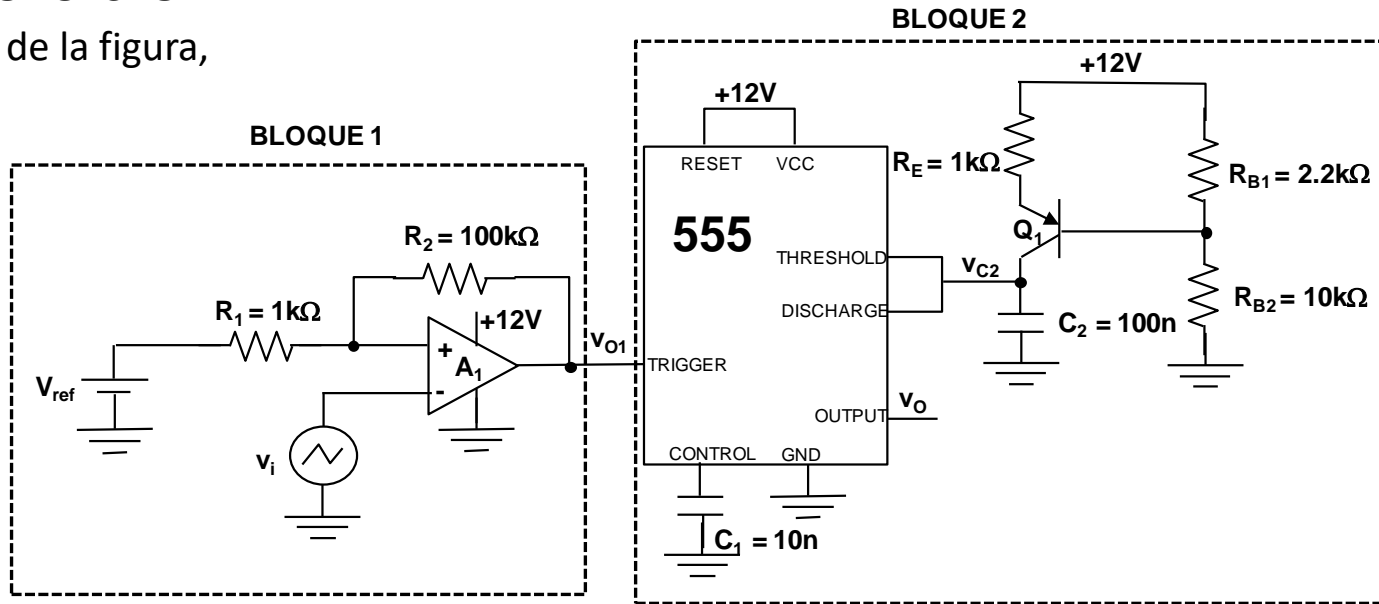 de la figura,
BLOQUE 1
BLOQUE 2
+12V
+12V
RESET
VCC
555
THRESHOLD
DISCHARGE
TRIGGER
OUTPUT
CONTROL
GND
R2 = 100kΩ
R1 = 1kΩ
+12V
+
A1
-
Vref
vi
vO1
vO
C1 = 10n
RE = 1kΩ
Q1
vC2
C2 = 100n
RB1 = 2.2kΩ
RB2 = 10kΩ